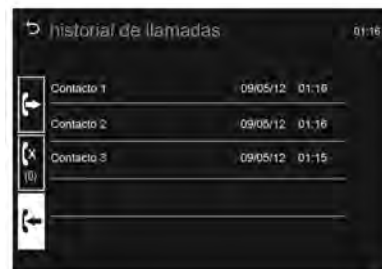 historial de llamadas 01:16
Contacto 1 09/05/12 01:16
Contacto 2 09/05/12 01:16
Contacto 3 09/05/12 01:15
(0)